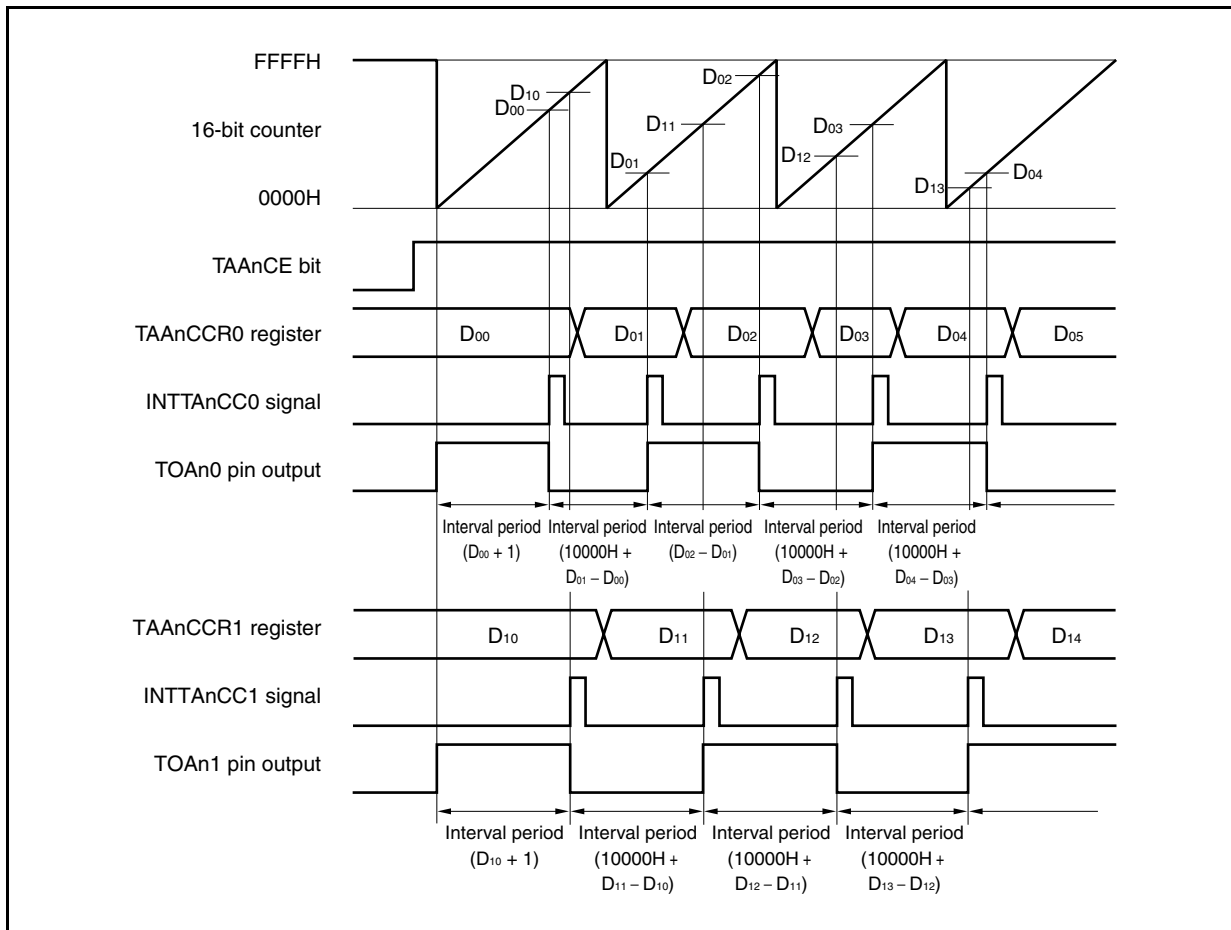 FFFFH
D10
D00
D02
16-bit counter
D11
D03
D01
D12
D13
D04
0000H
TAAnCE bit
TAAnCCR0 register
D00
D01
D02
D03
D04
D05
INTTAnCC0 signal
TOAn0 pin output
Interval period
(D00 + 1)
Interval period
(10000H +
D01 – D00)
Interval period
(D02 – D01)
Interval period
(10000H +
D03 – D02)
Interval period
(10000H +
D04 – D03)
TAAnCCR1 register
D10
D11
D12
D13
D14
INTTAnCC1 signal
TOAn1 pin output
Interval period
(D10 + 1)
Interval period
(10000H +
D11 – D10)
Interval period
(10000H +
D12 – D11)
Interval period
(10000H +
D13 – D12)